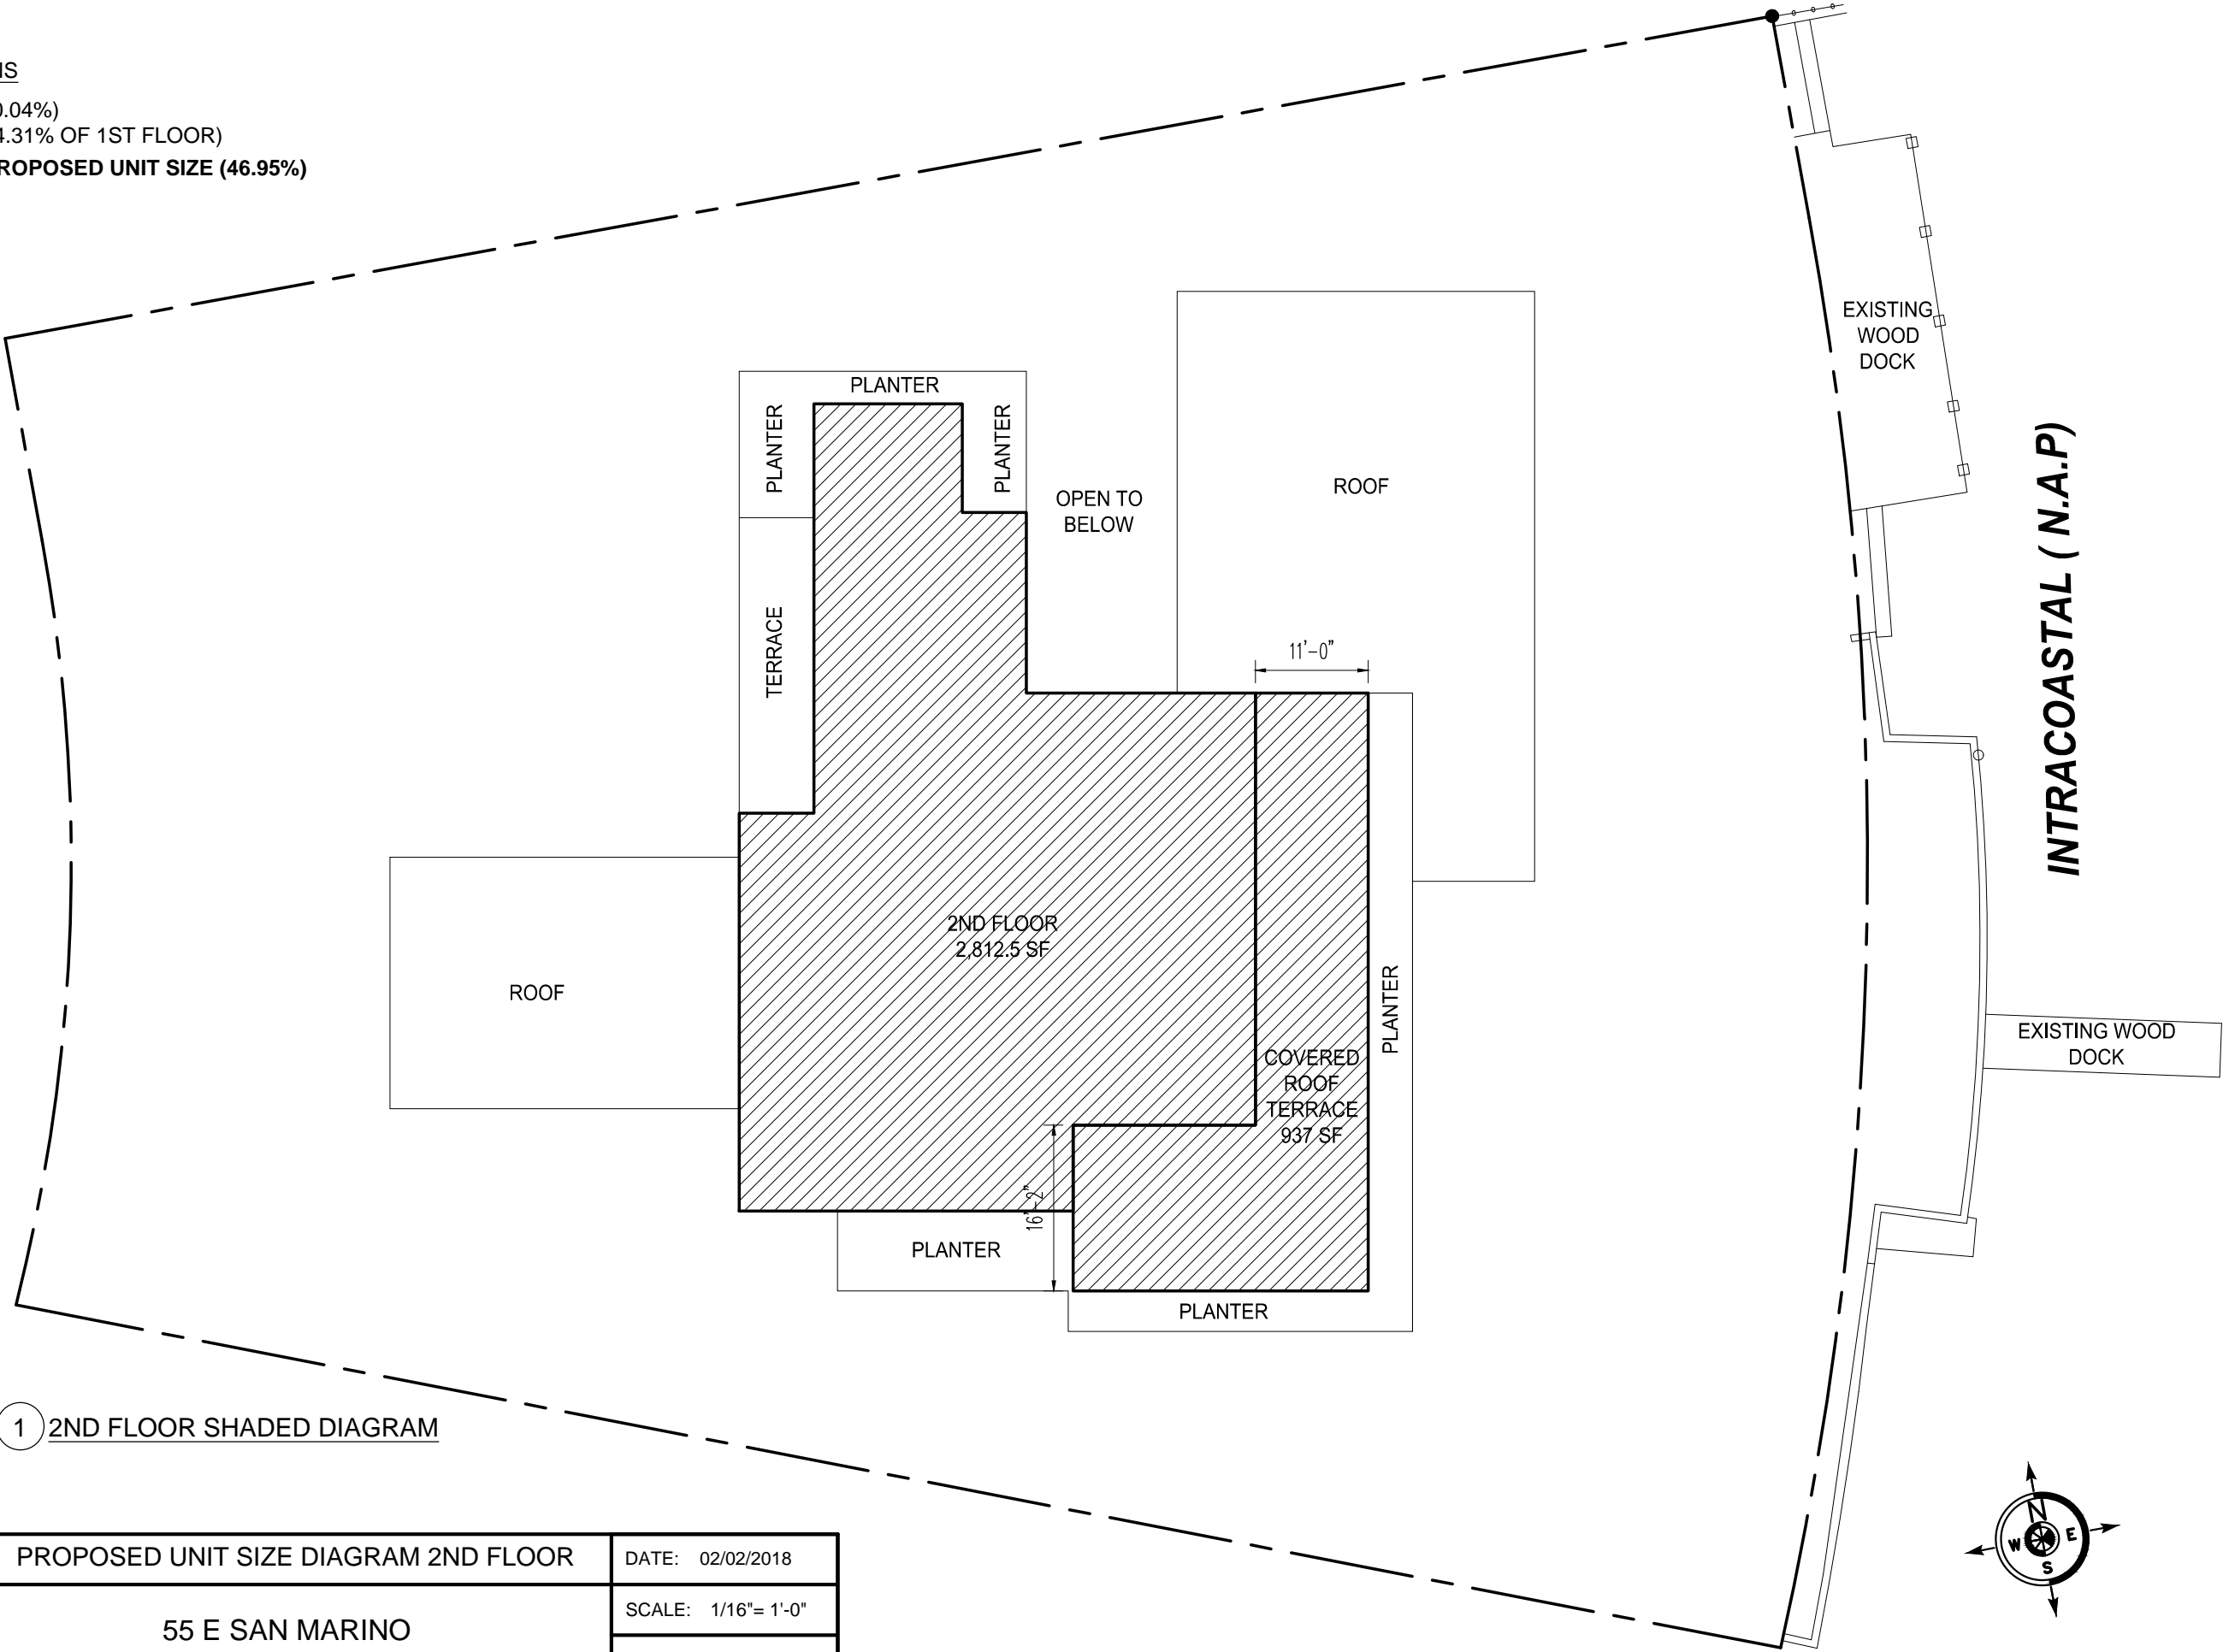 0.04%)
4.31% OF 1ST FLOOR)
ROPOSED UNIT SIZE (46.95%)
EXISTING
WOOD
DOCK
PLANTER
PLANTER
PLANTER
OPEN TO
BELOW
ROOF
INTRACOASTAL ( N.A.P)
TERRACE
11'-0"
2ND FLOOR
2,812.5 SF
ROOF
PLANTER
COVERED
ROOF
TERRACE
937 SF
EXISTING WOOD
DOCK
16'-2"
PLANTER
PLANTER
1 2ND FLOOR SHADED DIAGRAM
N
W
E
S
PROPOSED UNIT SIZE DIAGRAM 2ND FLOOR
DATE: 02/02/2018
SCALE: 1/16"= 1'-0"
55 E SAN MARINO